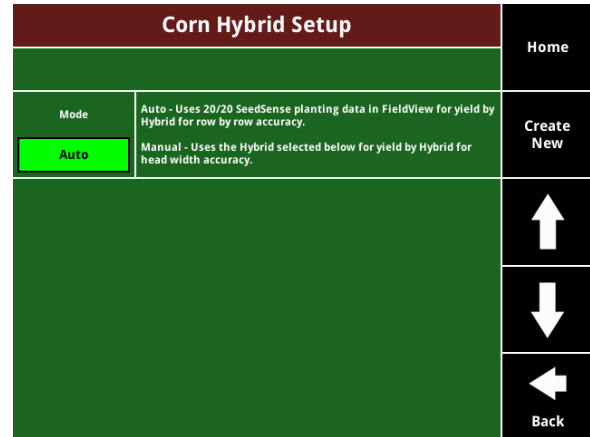 Corn Hybrid Setup
Home
Mode
Auto
Auto - Uses 20/20 SeedSense planting data in FieldView for yield by
Hybrid for row by row accuracy.
Manual - Uses the Hybrid selected below for yield by Hybrid for
head width accuracy.
Create
New
Back